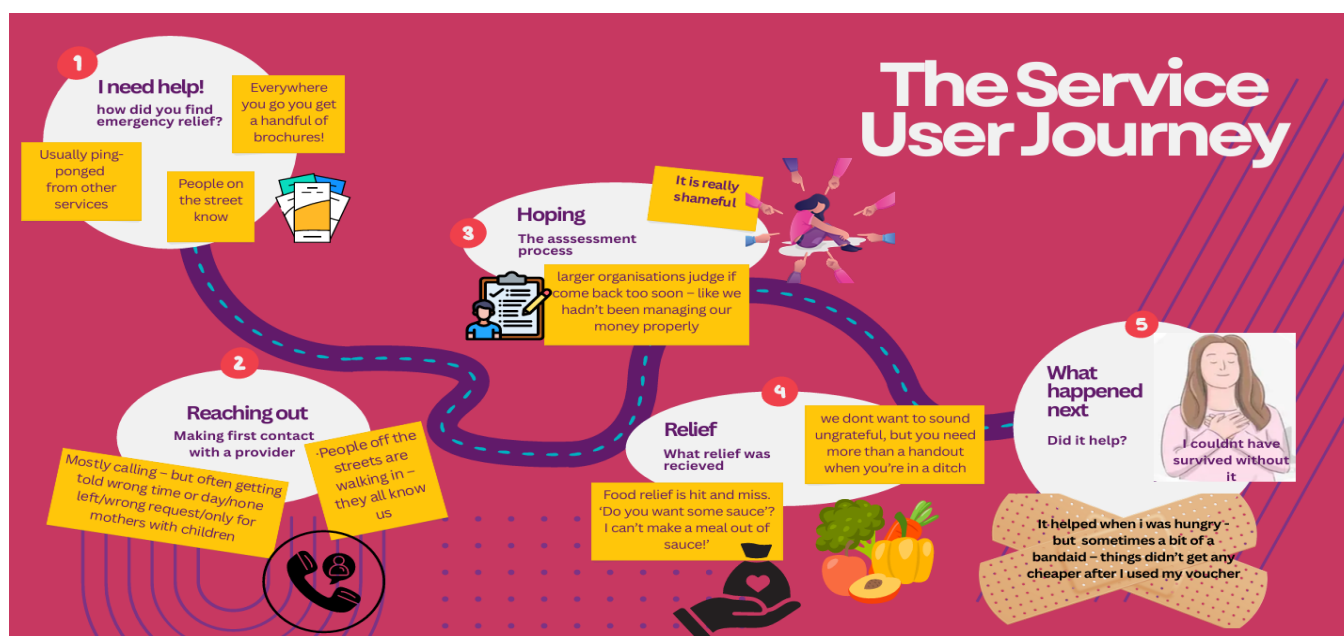 The Service
User Journey
1
I need help!
how did you find
emergency relief?
Everywhere
you go you get
a handful of
brochures!
Usually ping-
ponged
from other
services
People on
the street
know
2
Reaching out
Making first contact
with a provider
Mostly calling – but often getting
told wrong time or day/none
left/wrong request/only for
mothers with children
·People off the
streets are
walking in –
they all know
us
3
Hoping
The asssessment
process
It is really
shameful
larger organisations judge if
come back too soon – like we
hadn't been managing our
money properly
4
Relief
What relief was
recieved
we dont want to sound
ungrateful, but you need
more than a handout
when you're in a ditch
Food relief is hit and miss.
'Do you want some sauce'?
I can't make a meal out of
sauce!'
5
What
happened
next
Did it help?
I couldnt have
survived without
it
It helped when i was hungry -
but sometimes a bit of a
bandaid – things didn't get any
cheaper after I used my voucher